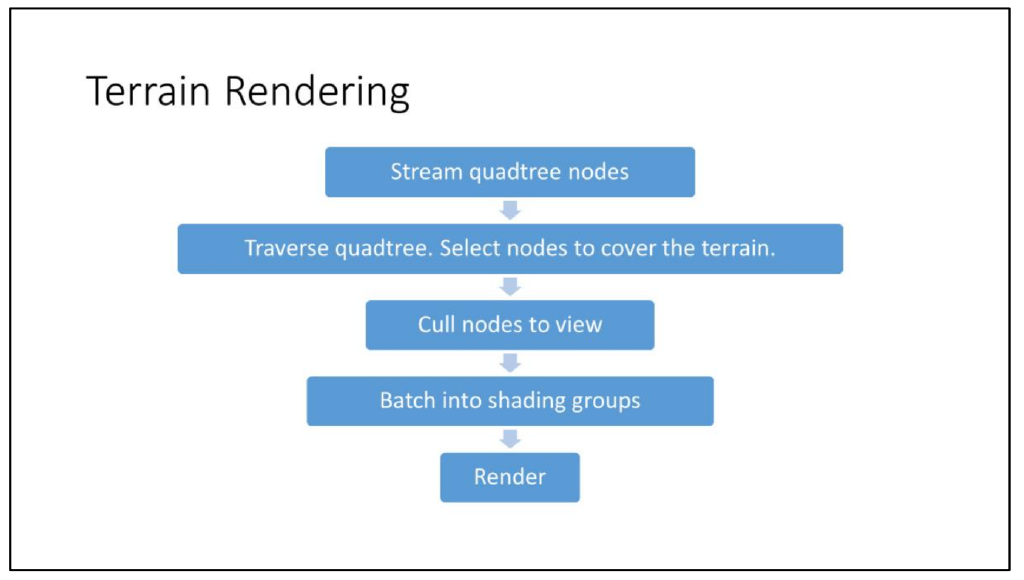 Terrain Rendering
Stream quadtree nodes
Traverse quadtree. Select nodes to cover the terrain.
Cull nodes to view
Batch into shading groups
Render